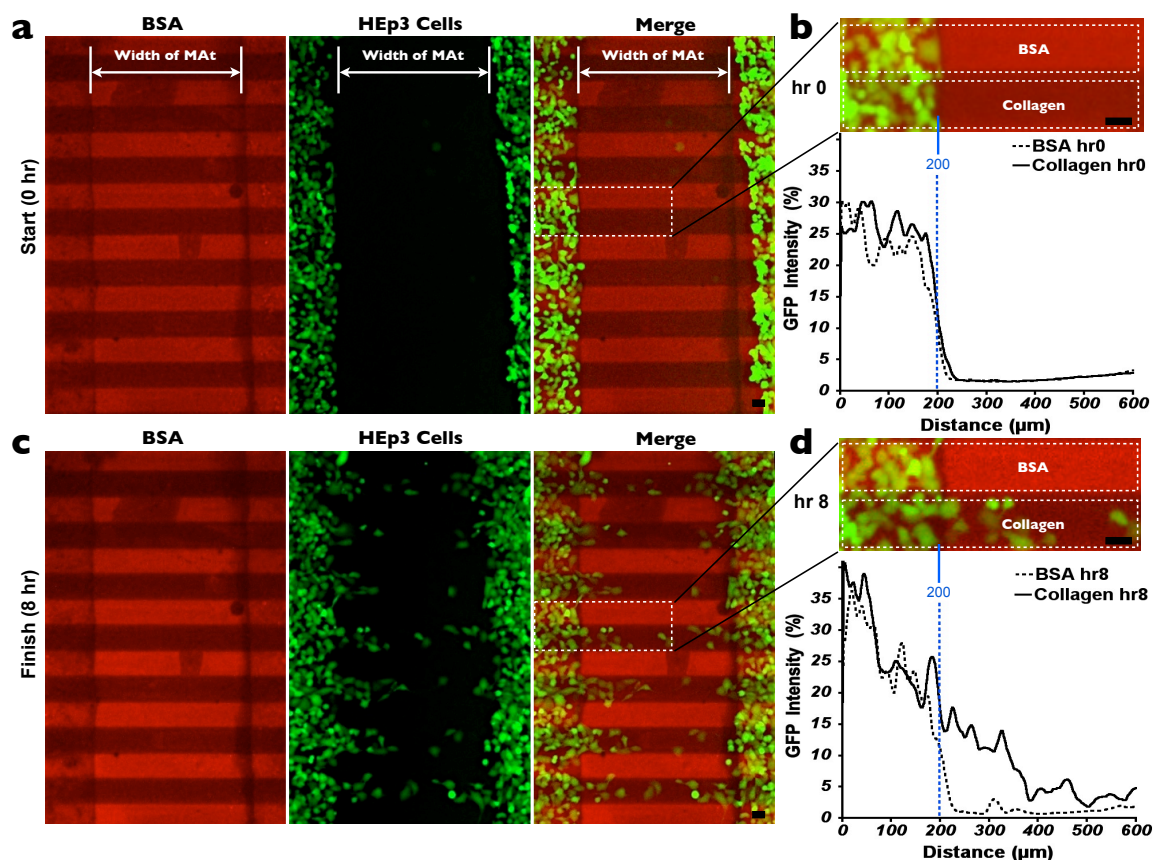 a
BSA
HEp3 Cells
Merge
Width of MAt
Width of MAt
Width of MAt
Start (0 hr)
b
hr 0
BSA
Collagen
200
BSA hr0
Collagen hr0
GFP Intensity (%)
35
30
25
20
15
10
5
0
0 100 200 300 400 500 600
Distance (µm)
c
BSA
HEp3 Cells
Merge
Finish (8 hr)
d
hr 8
BSA
Collagen
200
BSA hr8
Collagen hr8
GFP Intensity (%)
35
30
25
20
15
10
5
0
0 100 200 300 400 500 600
Distance (µm)